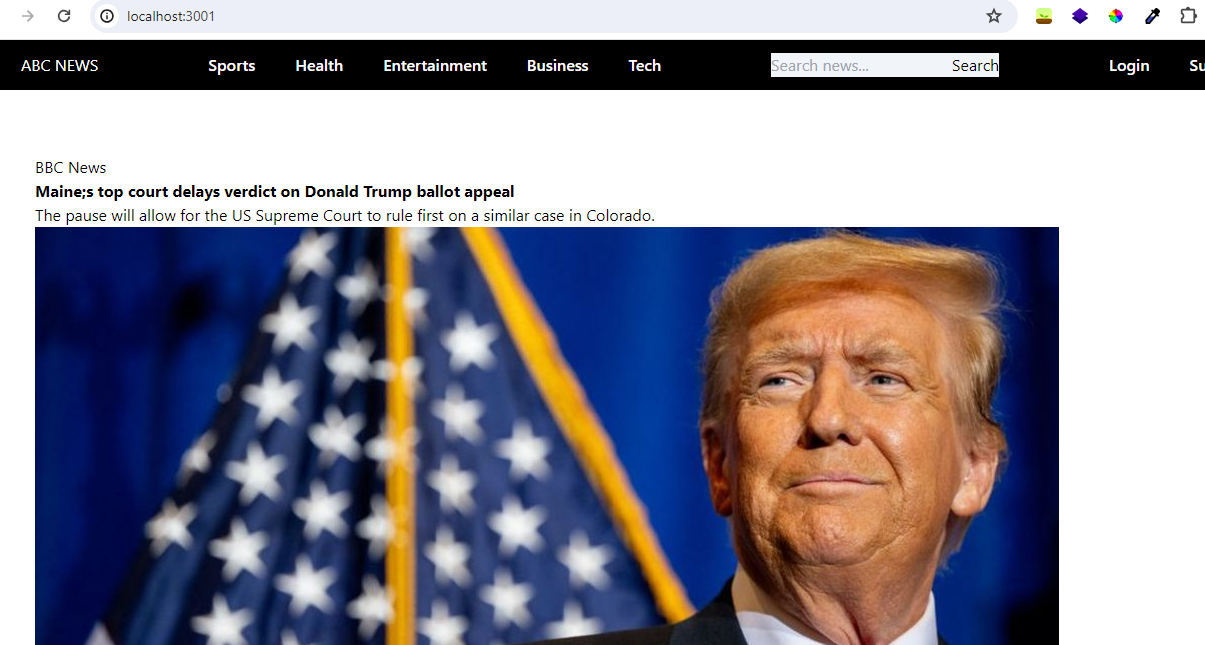 localhost:3001
ABC NEWS Sports Health Entertainment Business Tech Search news... Search Login Su
BBC News
Maine;s top court delays verdict on Donald Trump ballot appeal
The pause will allow for the US Supreme Court to rule first on a similar case in Colorado.